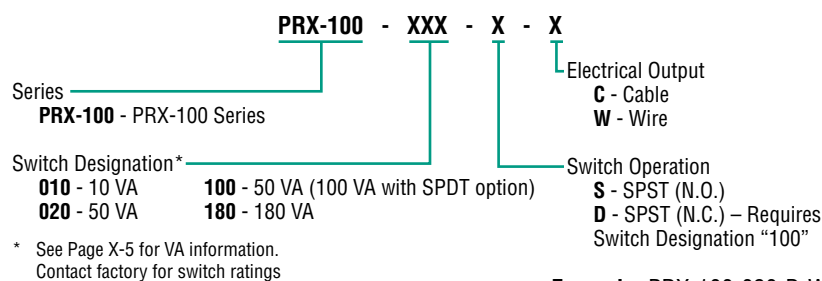 PRX-100 - XXX - X - X
Series
PRX-100 - PRX-100 Series
Switch Designation*
010 - 10 VA
100 - 50 VA (100 VA with SPDT option)
020 - 50 VA
180 - 180 VA
* See Page X-5 for VA information.
Contact factory for switch ratings
Electrical Output
C - Cable
W - Wire
Switch Operation
S - SPST (N.O.)
D - SPST (N.C.) – Requires
Switch Designation “100”